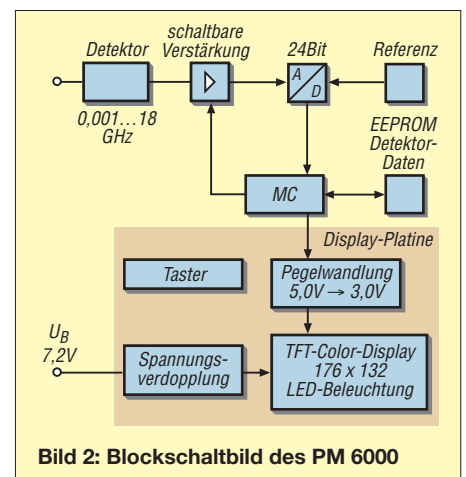 schaltbare
Verstärkung
Detektor
24Bit
Referenz
A
D
0,001…18
GHz
EEPROM
Detektor-
Daten
MC
Display-Platine
Taster
Pegelwandlung
5,0V → 3,0V
UB
7,2V
Spannungs-
verdopplung
TFT-Color-Display
176 x 132
LED-Beleuchtung
Bild 2: Blockschaltbild des PM 6000